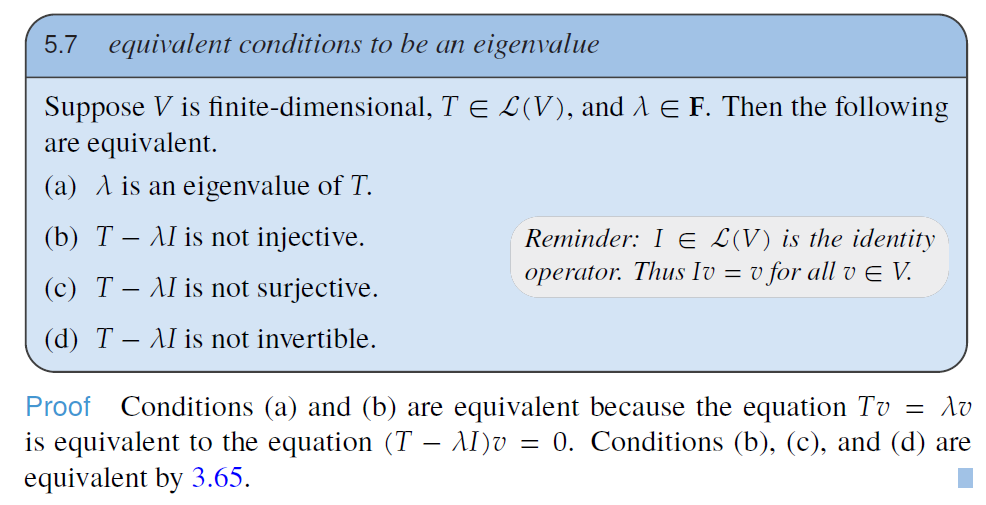 5.7 equivalent conditions to be an eigenvalue
Suppose V is finite-dimensional, T ∈ ℒ(V), and λ ∈ F. Then the following
are equivalent.
(a) λ is an eigenvalue of T.
(b) T − λI is not injective.
(c) T − λI is not surjective.
(d) T − λI is not invertible.
Reminder: I ∈ ℒ(V) is the identity
operator. Thus Iv = v for all v ∈ V.
Proof Conditions (a) and (b) are equivalent because the equation Tv = λv
is equivalent to the equation (T − λI)v = 0. Conditions (b), (c), and (d) are
equivalent by 3.65.